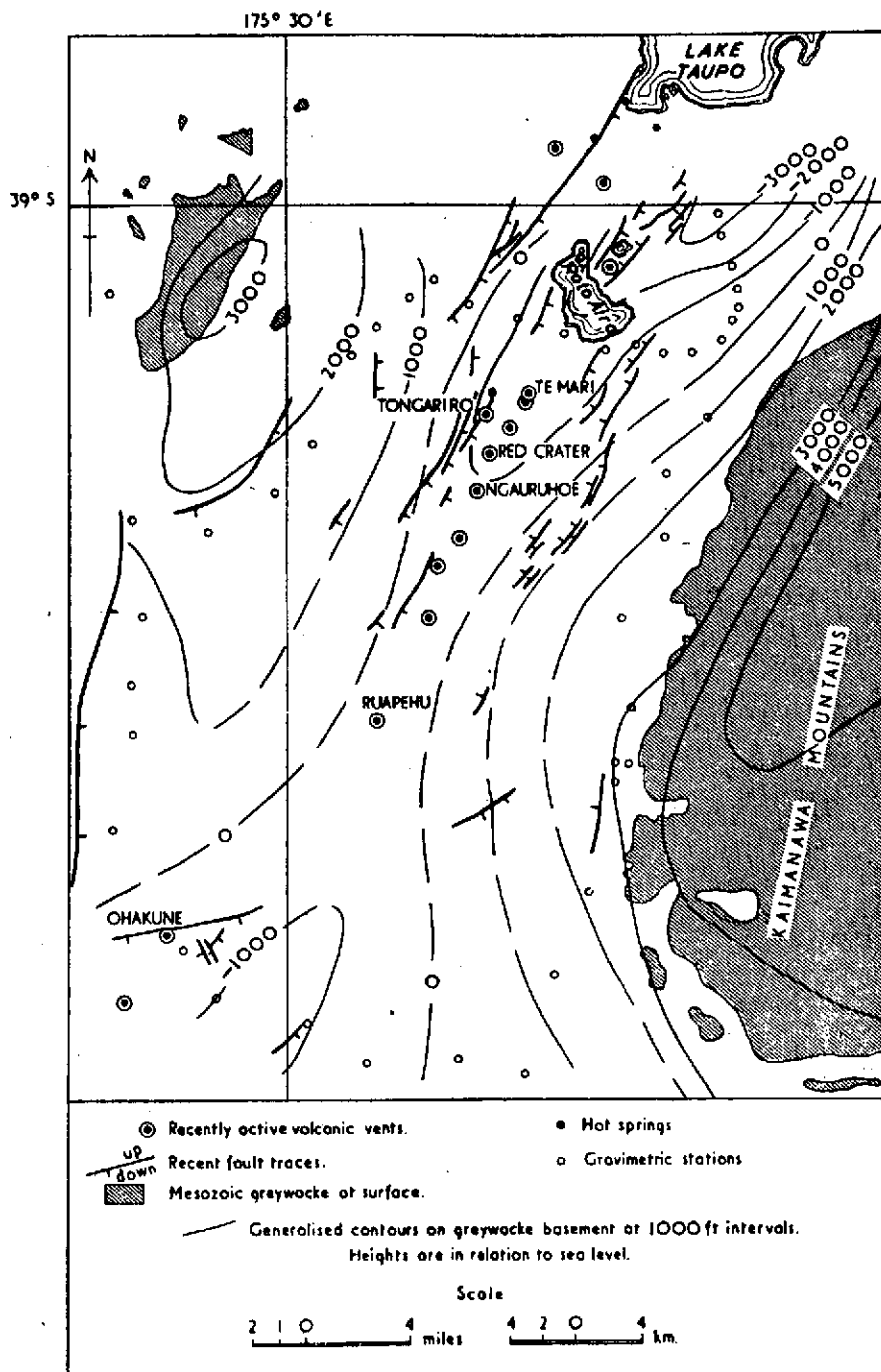 175° 30'E
LAKE
TAUPO
N
39° S
-3000
-2000
-1000
0
1000
2000
3000
2000
-1000
TE MARI
TONGARIRO
RED CRATER
NGAURUHOE
3000
4000
5000
RUAPEHU
KAIMANAWA MOUNTAINS
0
OHAKUNE
-1000
0
Recently active volcanic vents.
Hot springs
up
down
Recent fault traces.
Gravimetric stations
Mesozoic greywacke at surface.
Generalised contours on greywacke basement at 1000 ft intervals.
Heights are in relation to sea level.
Scale
2 1 0 4 miles
4 2 0 4 km.